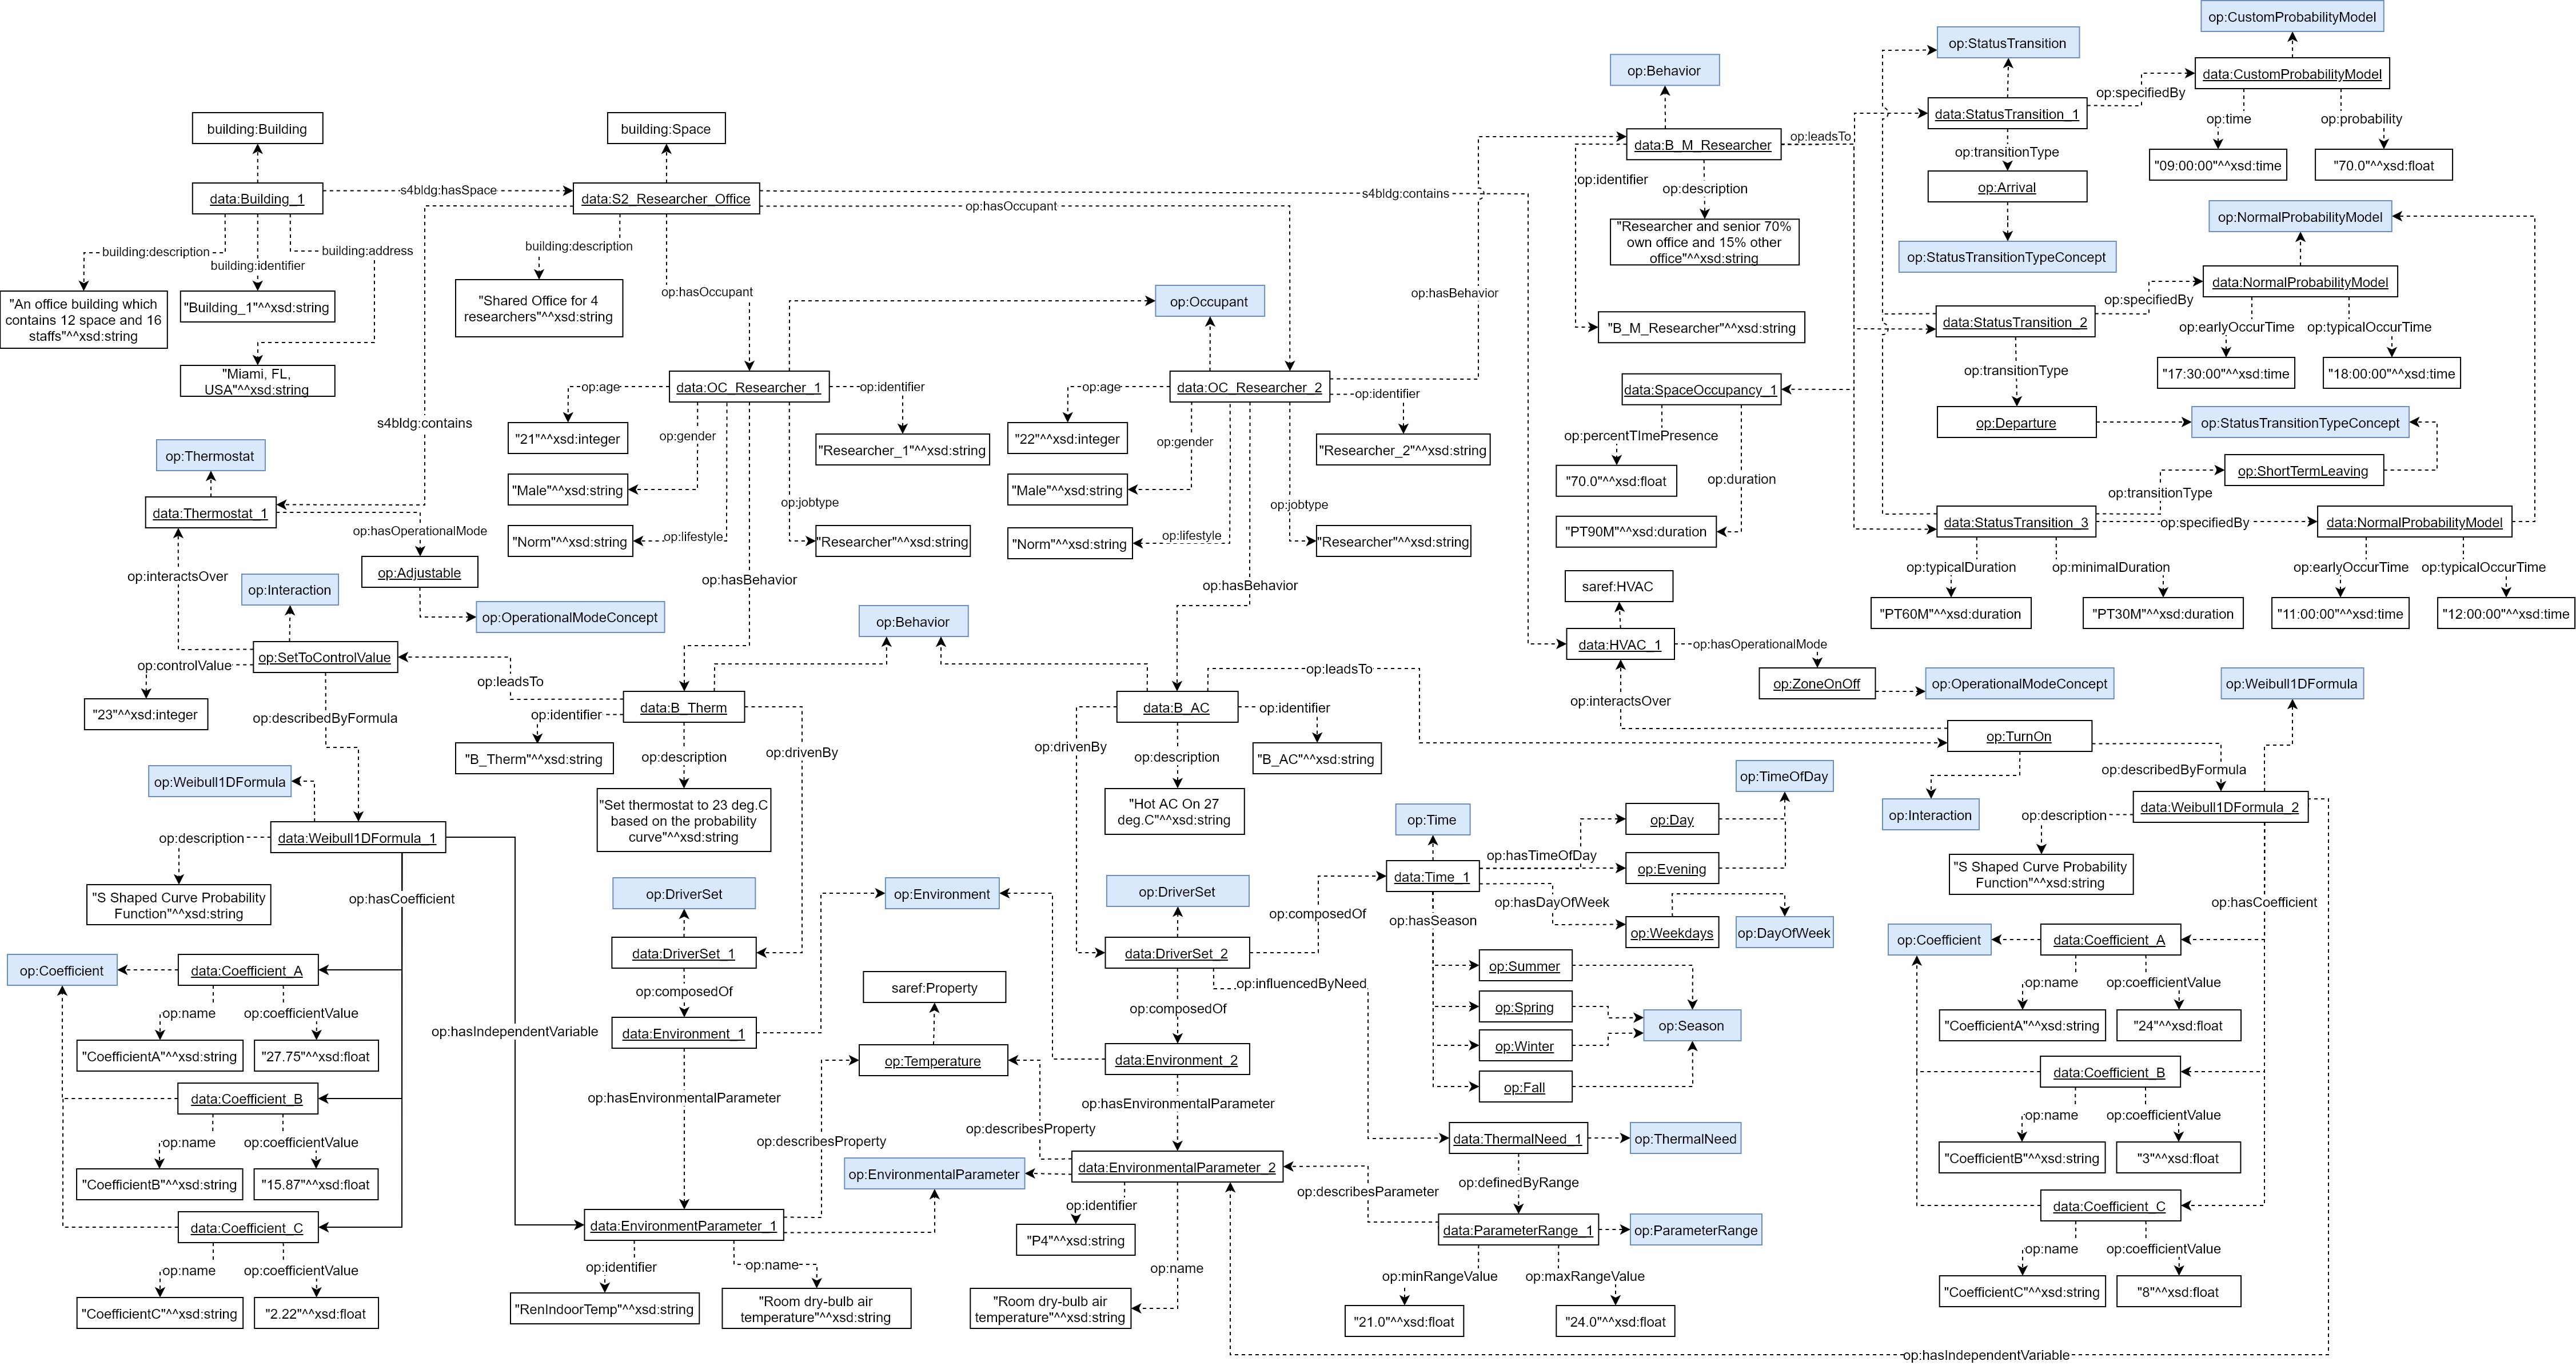 op:CustomProbabilityModel
op:StatusTransition
op:Behavior
data:CustomProbabilityModel
op:specifiedBy
data:StatusTransition_1
op:time
op:probability
building:Building
building:Space
data:B_M_Researcher
op:leadsTo
op:transitionType
"09:00:00"^^xsd:time
"70.0"^^xsd:float
op:identifier
op:description
op:Arrival
data:Building_1
s4bldg:hasSpace
data:S2_Researcher_Office
s4bldg:contains
op:hasOccupant
op:NormalProbabilityModel
"Researcher and senior 70%
own office and 15% other
office"^^xsd:string
building:description
building:identifier
building:address
building:description
op:StatusTransitionTypeConcept
data:NormalProbabilityModel
op:specifiedBy
"An office building which
contains 12 space and 16
staffs"^^xsd:string
"Building_1"^^xsd:string
"Shared Office for 4
researchers"^^xsd:string
op:hasOccupant
op:Occupant
op:hasBehavior
"B_M_Researcher"^^xsd:string
data:StatusTransition_2
op:earlyOccurTime
op:typicalOccurTime
"Miami, FL,
USA"^^xsd:string
op:transitionType
"17:30:00"^^xsd:time
"18:00:00"^^xsd:time
op:age
data:OC_Researcher_1
op:identifier
op:age
data:OC_Researcher_2
op:identifier
data:SpaceOccupancy_1
s4bldg:contains
"21"^^xsd:integer
op:gender
"Researcher_1"^^xsd:string
"22"^^xsd:integer
op:gender
"Researcher_2"^^xsd:string
op:percentTImePresence
op:duration
op:Departure
op:StatusTransitionTypeConcept
op:Thermostat
"Male"^^xsd:string
op:jobtype
"Male"^^xsd:string
op:jobtype
"70.0"^^xsd:float
op:ShortTermLeaving
op:transitionType
data:Thermostat_1
op:hasOperationalMode
"Norm"^^xsd:string
op:lifestyle
"Researcher"^^xsd:string
"Norm"^^xsd:string
op:lifestyle
"Researcher"^^xsd:string
"PT90M"^^xsd:duration
data:StatusTransition_3
op:specifiedBy
data:NormalProbabilityModel
op:interactsOver
op:Adjustable
op:hasBehavior
op:hasBehavior
saref:HVAC
op:typicalDuration
op:minimalDuration
op:earlyOccurTime
op:typicalOccurTime
op:Interaction
op:OperationalModeConcept
op:Behavior
"PT60M"^^xsd:duration
"PT30M"^^xsd:duration
"11:00:00"^^xsd:time
"12:00:00"^^xsd:time
op:SetToControlValue
op:controlValue
data:HVAC_1
op:hasOperationalMode
op:leadsTo
op:leadsTo
op:ZoneOnOff
op:OperationalModeConcept
op:Weibull1DFormula
"23"^^xsd:integer
op:describedByFormula
op:identifier
data:B_Therm
data:B_AC
op:identifier
op:interactsOver
op:TurnOn
"B_Therm"^^xsd:string
op:description
op:drivenBy
op:drivenBy
op:description
"B_AC"^^xsd:string
op:describedByFormula
op:Weibull1DFormula
"Set thermostat to 23 deg.C
based on the probability
curve"^^xsd:string
"Hot AC On 27
deg.C"^^xsd:string
op:TimeOfDay
op:Interaction
data:Weibull1DFormula_2
op:description
op:description
data:Weibull1DFormula_1
op:Time
op:Day
op:hasTimeOfDay
op:Evening
"S Shaped Curve Probability
Function"^^xsd:string
"S Shaped Curve Probability
Function"^^xsd:string
op:hasCoefficient
op:DriverSet
op:Environment
op:DriverSet
data:Time_1
op:hasDayOfWeek
op:hasCoefficient
op:composedOf
op:hasSeason
op:Weekdays
op:DayOfWeek
op:Coefficient
data:Coefficient_A
data:DriverSet_1
data:DriverSet_2
op:Coefficient
data:Coefficient_A
op:composedOf
saref:Property
op:influencedByNeed
op:Summer
op:name
op:coefficientValue
op:name
op:coefficientValue
op:hasIndependentVariable
data:Environment_1
op:composedOf
op:Spring
op:Season
"CoefficientA"^^xsd:string
"24"^^xsd:float
"CoefficientA"^^xsd:string
"27.75"^^xsd:float
op:Temperature
data:Environment_2
op:Winter
data:Coefficient_B
data:Coefficient_B
op:hasEnvironmentalParameter
op:hasEnvironmentalParameter
op:Fall
op:name
op:coefficientValue
op:name
op:coefficientValue
op:describesProperty
op:describesProperty
data:ThermalNeed_1
op:ThermalNeed
"CoefficientB"^^xsd:string
"3"^^xsd:float
"CoefficientB"^^xsd:string
"15.87"^^xsd:float
op:EnvironmentalParameter
data:EnvironmentalParameter_2
op:describesParameter
op:definedByRange
op:identifier
data:Coefficient_C
data:Coefficient_C
data:EnvironmentParameter_1
"P4"^^xsd:string
data:ParameterRange_1
op:ParameterRange
op:name
op:coefficientValue
op:name
op:coefficientValue
op:identifier
op:name
op:name
op:minRangeValue
op:maxRangeValue
"CoefficientC"^^xsd:string
"8"^^xsd:float
"CoefficientC"^^xsd:string
"2.22"^^xsd:float
"RenIndoorTemp"^^xsd:string
"Room dry-bulb air
temperature"^^xsd:string
"Room dry-bulb air
temperature"^^xsd:string
"21.0"^^xsd:float
"24.0"^^xsd:float
op:hasIndependentVariable